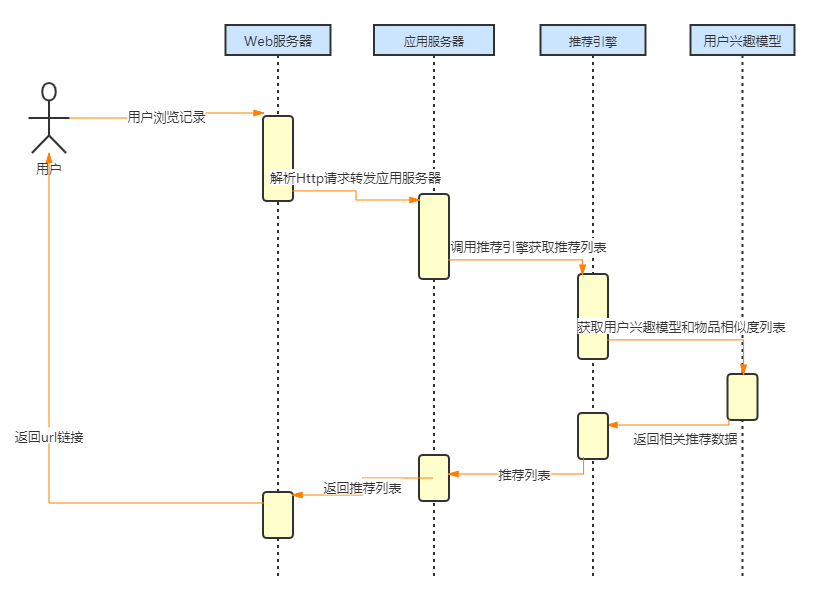 Web服务器
应用服务器
推荐引擎
用户兴趣模型
用户浏览记录
用户
解析Http请求转发应用服务器
调用推荐引擎获取推荐列表
获取用户兴趣模型和物品相似度列表
返回url链接
返回相关推荐数据
推荐列表
返回推荐列表